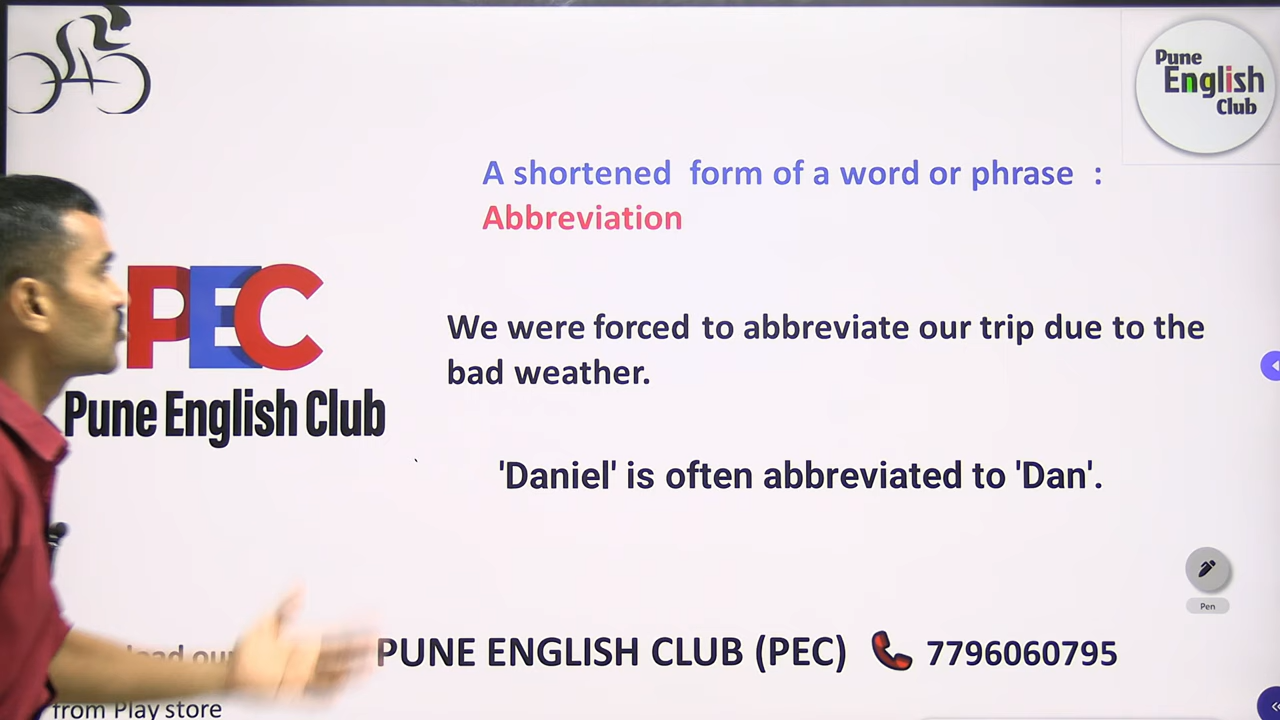 Pune
English
Club
A shortened form of a word or phrase :
Abbreviation
PEC
Pune English Club
We were forced to abbreviate our trip due to the
bad weather.
'Daniel' is often abbreviated to 'Dan'.
Pen
PUNE ENGLISH CLUB (PEC) 7796060795
from Play store